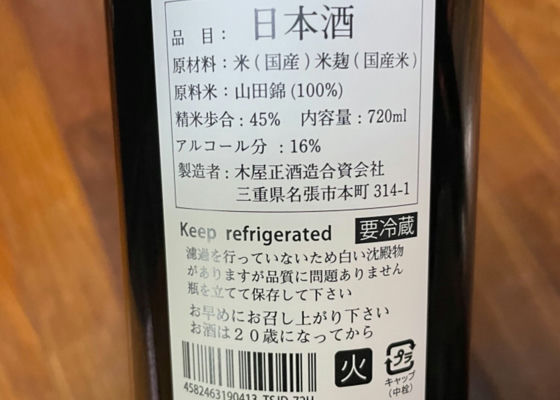 品 目: 日本酒
原材料:米(国産)米麹(国産米)
原料米:山田錦(100%)
精米歩合:45% 内容量:720ml
アルコール分 :16%
製造者:木屋正酒造合資会社
三重県名張市本町 314-1
Keep refrigerated 要冷蔵
濾過を行っていないため白い沈殿物
がありますが品質に問題ありません
瓶を立てて保存して下さい
お早めにお召し上がり下さい
お酒は20歳になってから
火
プラ
キャップ
(中栓)
4582463190413 TSJD-72H